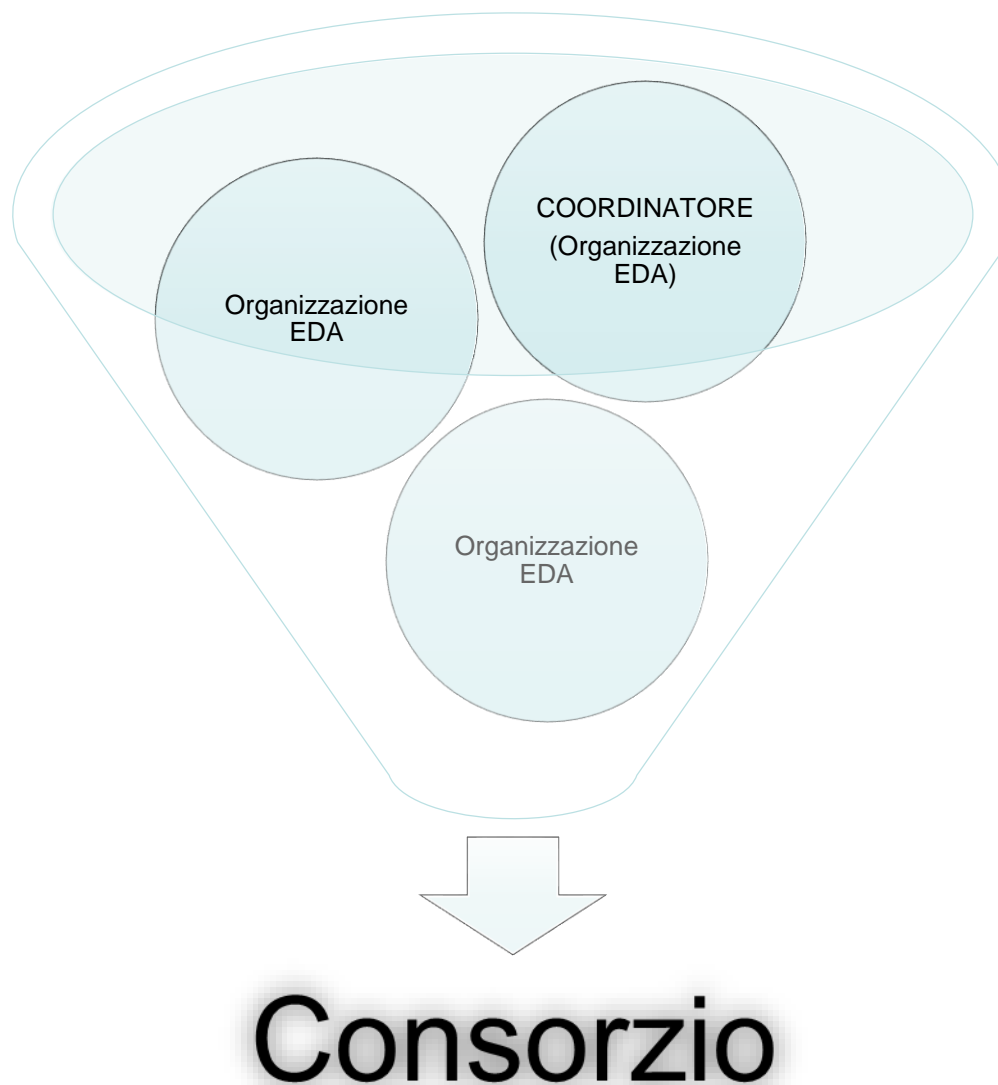 COORDINATORE
(Organizzazione
EDA)
Organizzazione
EDA
Organizzazione
EDA
Consorzio